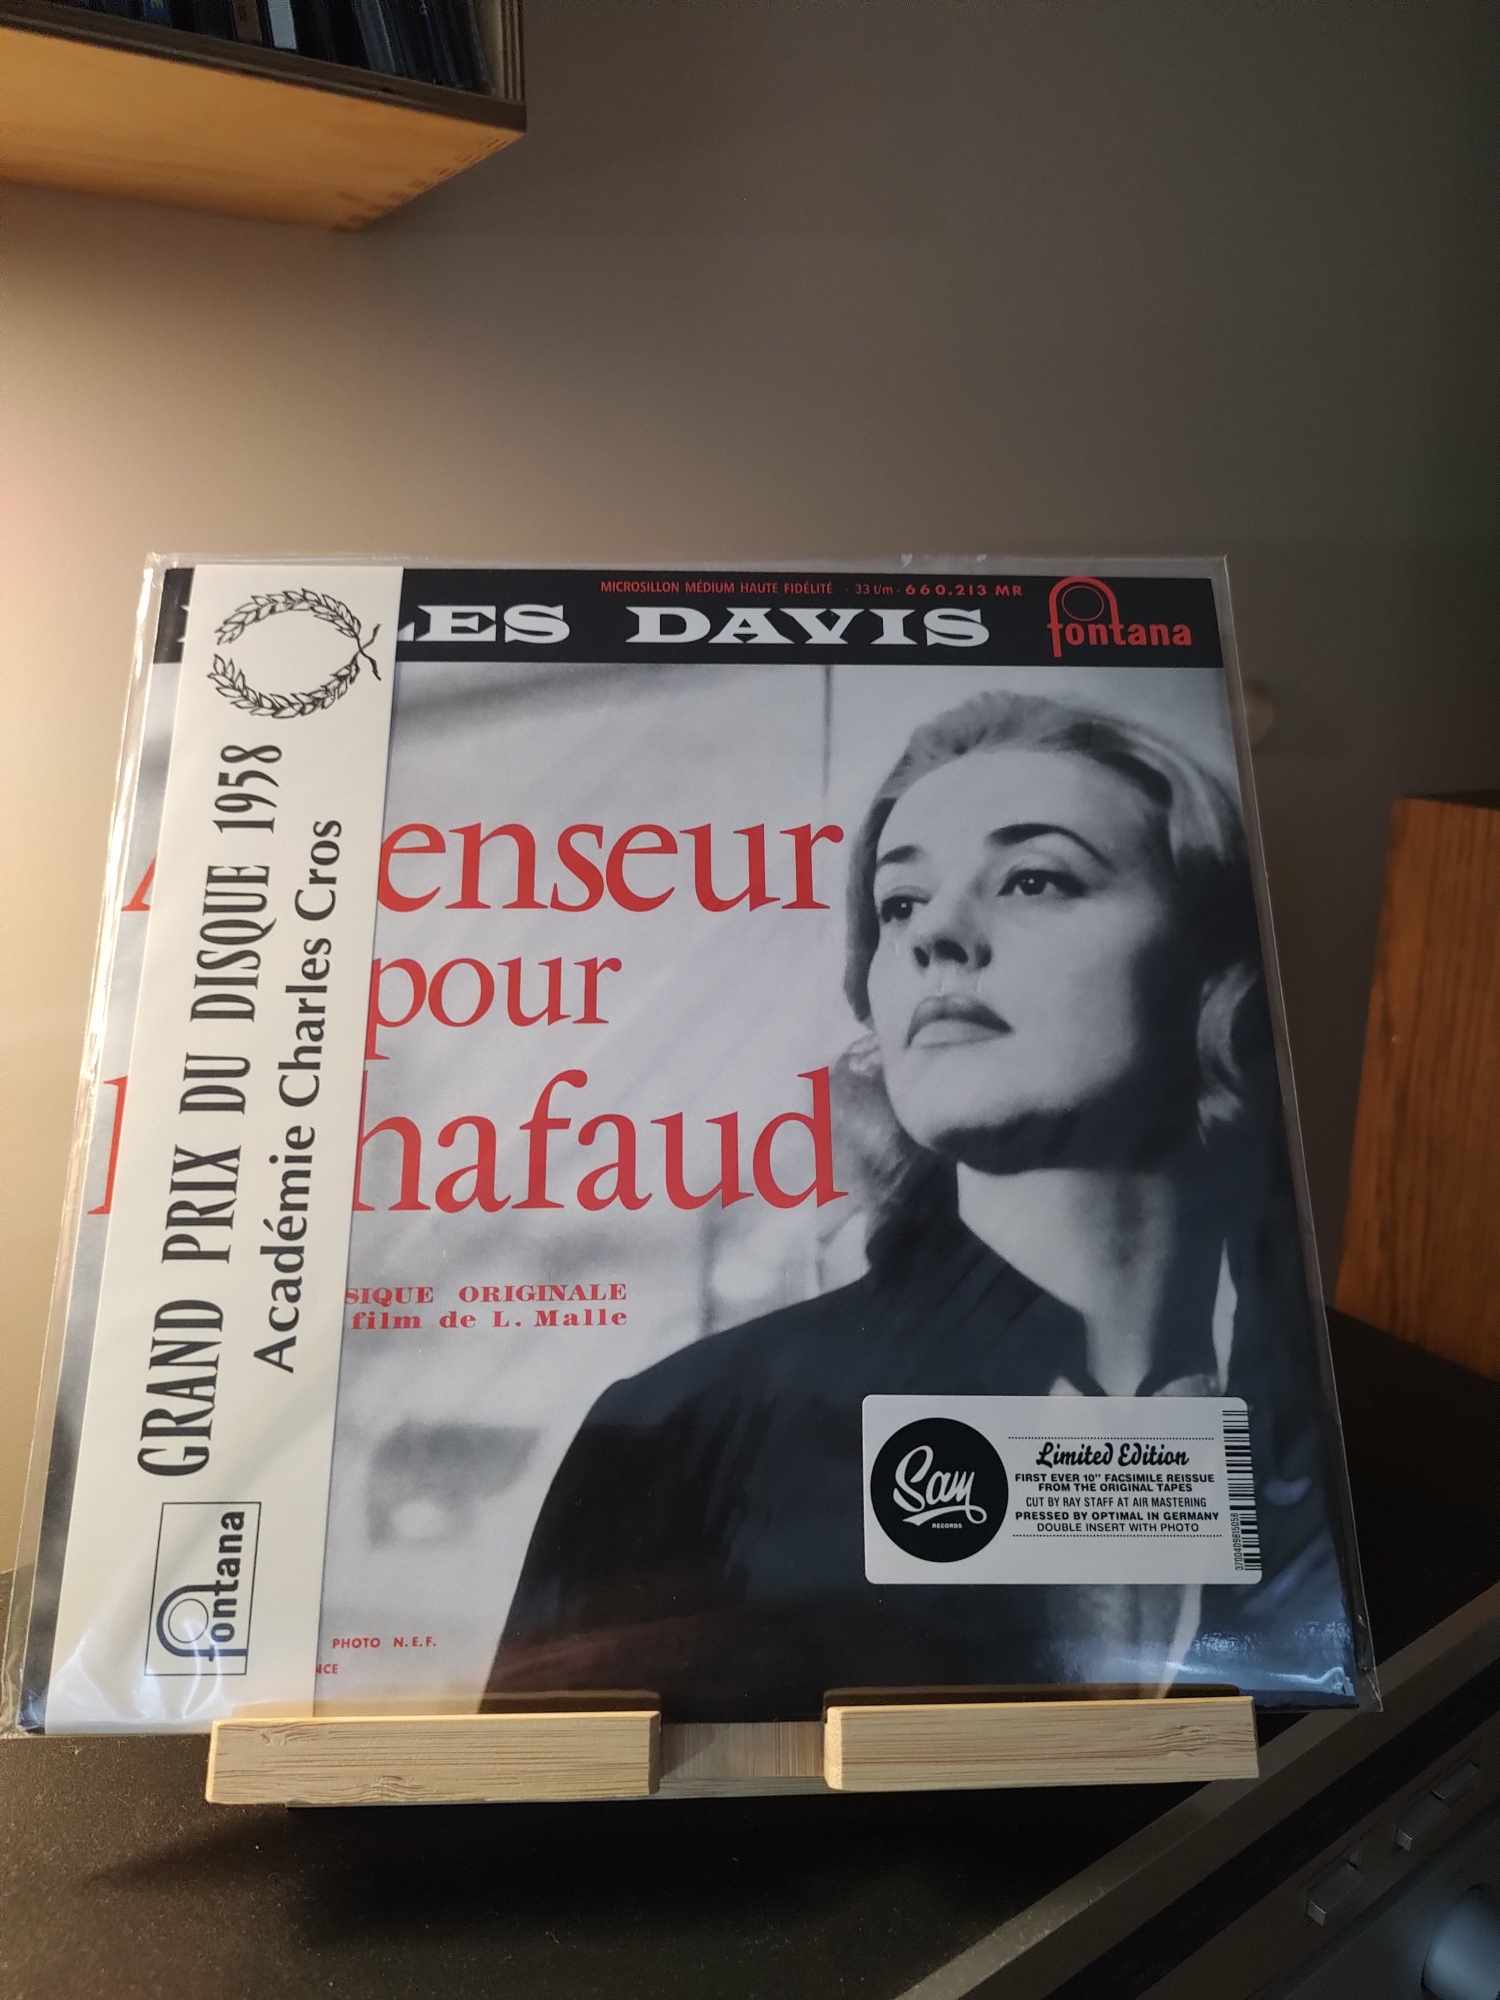 MICROSILLON MÉDIUM HAUTE FIDÉLITÉ · 33 t/m · 660.213 MR
LES DAVIS
fontana
GRAND PRIX DU DISQUE 1958
Académie Charles Cros
fontana
enseur
pour
hafaud
SIQUE ORIGINALE
film de L. Malle
Sam
RECORDS
Limited Edition
FIRST EVER 10" FACSIMILE REISSUE
FROM THE ORIGINAL TAPES
CUT BY RAY STAFF AT AIR MASTERING
PRESSED BY OPTIMAL IN GERMANY
DOUBLE INSERT WITH PHOTO
PHOTO N.E.F.
NCE